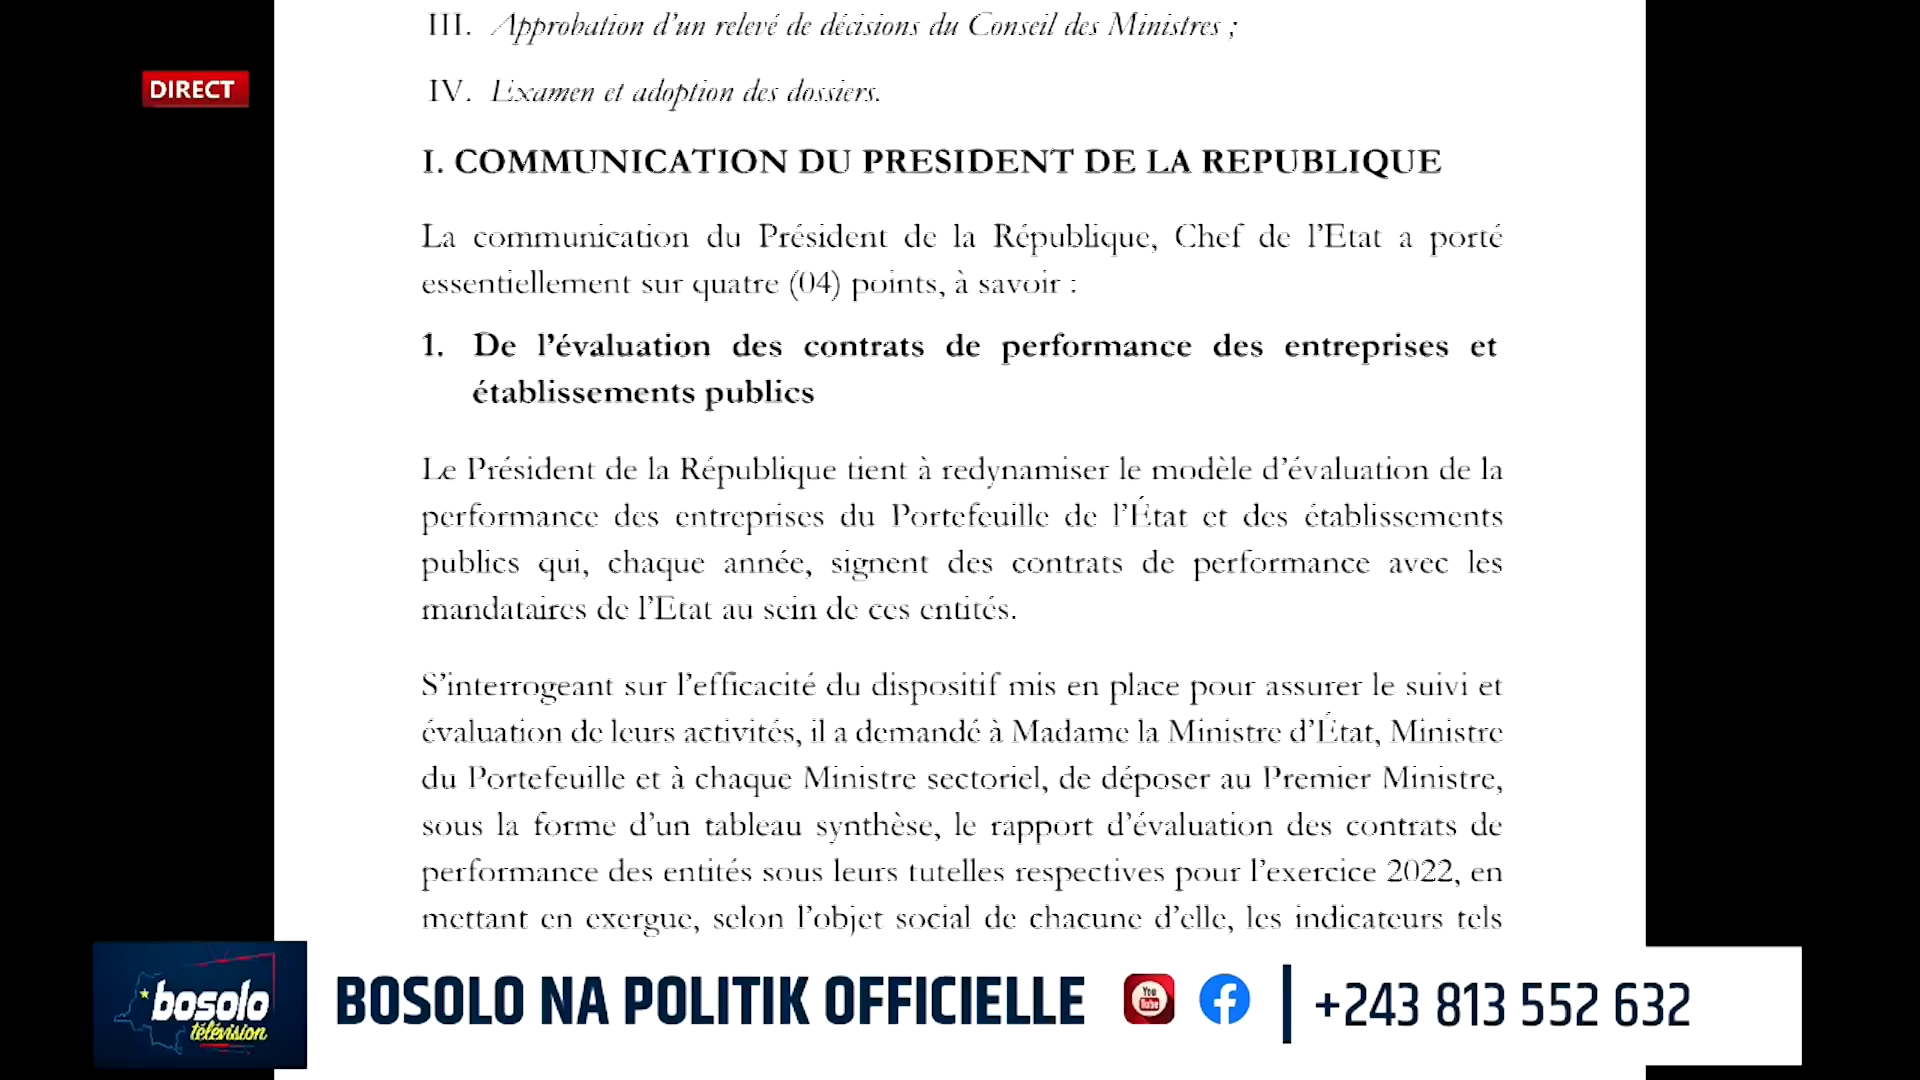 III. Approbation d'un relevé de décisions du Conseil des Ministres ;
DIRECT
IV. Examen et adoption des dossiers.
I. COMMUNICATION DU PRESIDENT DE LA REPUBLIQUE
La communication du Président de la République, Chef de l'Etat a porté
essentiellement sur quatre (04) points, à savoir :
1. De l'évaluation des contrats de performance des entreprises et
établissements publics
Le Président de la République tient à redynamiser le modèle d'évaluation de la
performance des entreprises du Portefeuille de l'État et des établissements
publics qui, chaque année, signent des contrats de performance avec les
mandataires de l'Etat au sein de ces entités.
S'interrogeant sur l'efficacité du dispositif mis en place pour assurer le suivi et
évaluation de leurs activités, il a demandé à Madame la Ministre d'État, Ministre
du Portefeuille et à chaque Ministre sectoriel, de déposer au Premier Ministre,
sous la forme d'un tableau synthèse, le rapport d'évaluation des contrats de
performance des entités sous leurs tutelles respectives pour l'exercice 2022, en
mettant en exergue, selon l'objet social de chacune d'elle, les indicateurs tels
bosolo
télévision
BOSOLO NA POLITIK OFFICIELLE
You
Tube
+243 813 552 632